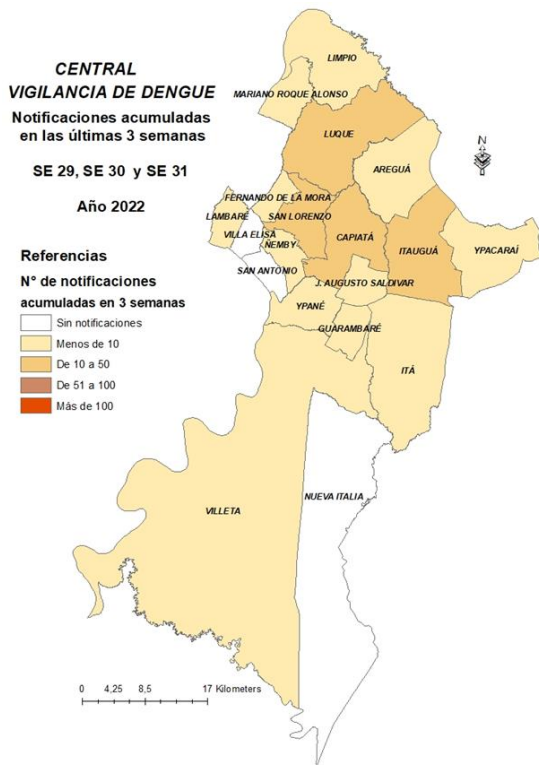 CENTRAL
VIGILANCIA DE DENGUE
Notificaciones acumuladas
en las últimas 3 semanas
SE 29, SE 30 y SE 31
Año 2022
Referencias
N° de notificaciones
acumuladas en 3 semanas
Sin notificaciones
Menos de 10
De 10 a 50
De 51 a 100
Más de 100
LIMPIO
MARIANO ROQUE ALONSO
LUQUE
N
AREGUÁ
FERNANDO DE LA MORA
LAMBARÉ
SAN LORENZO
VILLA ELISA
CAPIATÁ
ITAUGUÁ
YPACARAÍ
ÑEMBY
SAN ANTONIO
J. AUGUSTO SALDIVAR
YPANÉ
GUARAMBARÉ
ITÁ
VILLETA
NUEVA ITALIA
0 4,25 8,5 17 Kilometers